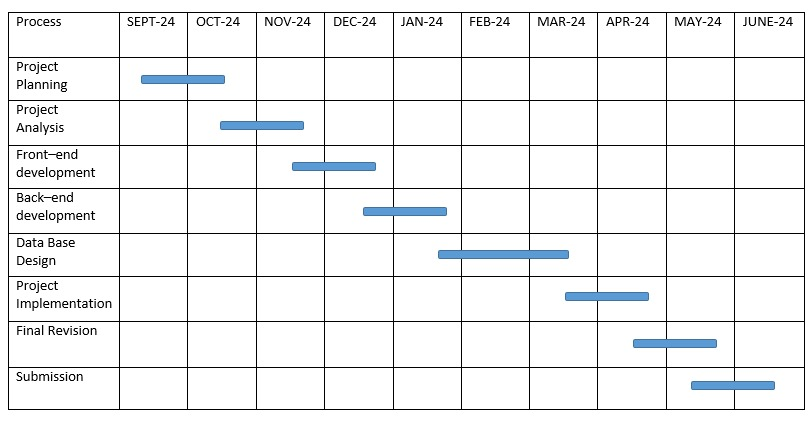 Process SEPT-24 OCT-24 NOV-24 DEC-24 JAN-24 FEB-24 MAR-24 APR-24 MAY-24 JUNE-24
Project
Planning
Project
Analysis
Front–end
development
Back–end
development
Data Base
Design
Project
Implementation
Final Revision
Submission